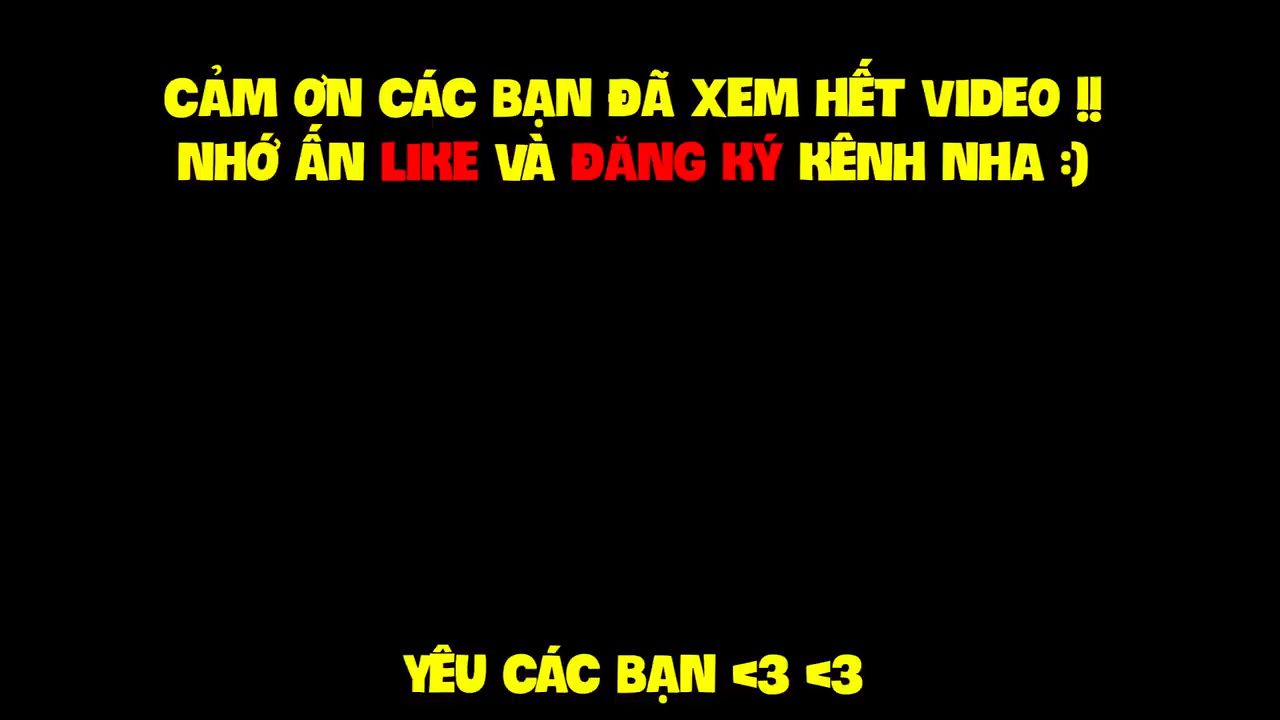 CẢM ƠN CÁC BẠN ĐÃ XEM HẾT VIDEO !!
NHỚ ẤN LIKE VÀ ĐĂNG KÝ KÊNH NHA :)
YÊU CÁC BẠN <3 <3